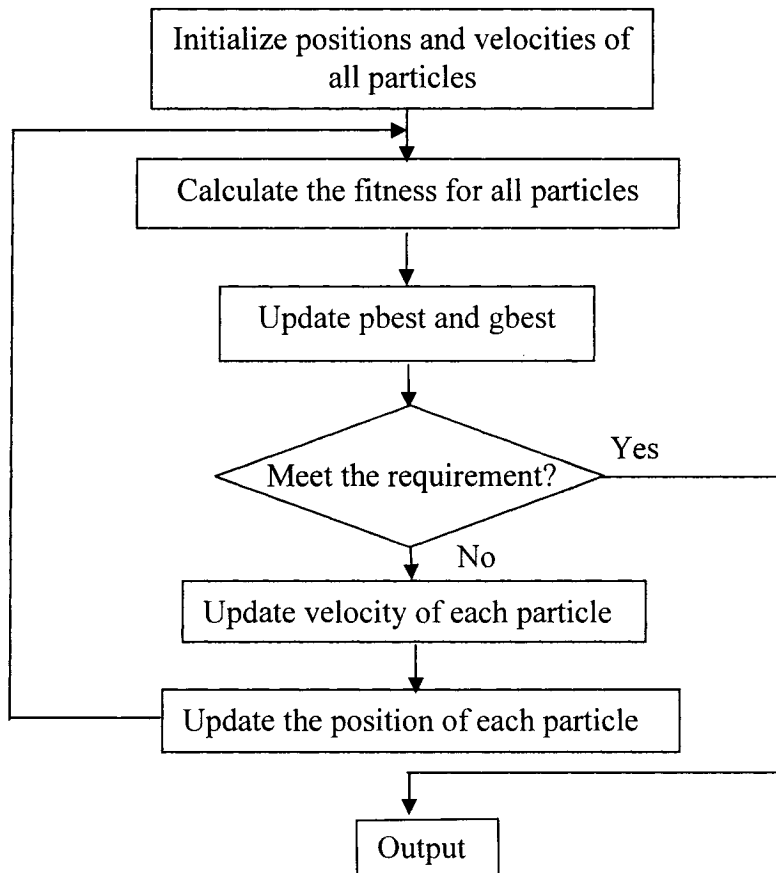 Initialize positions and velocities of
all particles
Calculate the fitness for all particles
Update pbest and gbest
Meet the requirement?
Yes
No
Update velocity of each particle
Update the position of each particle
Output